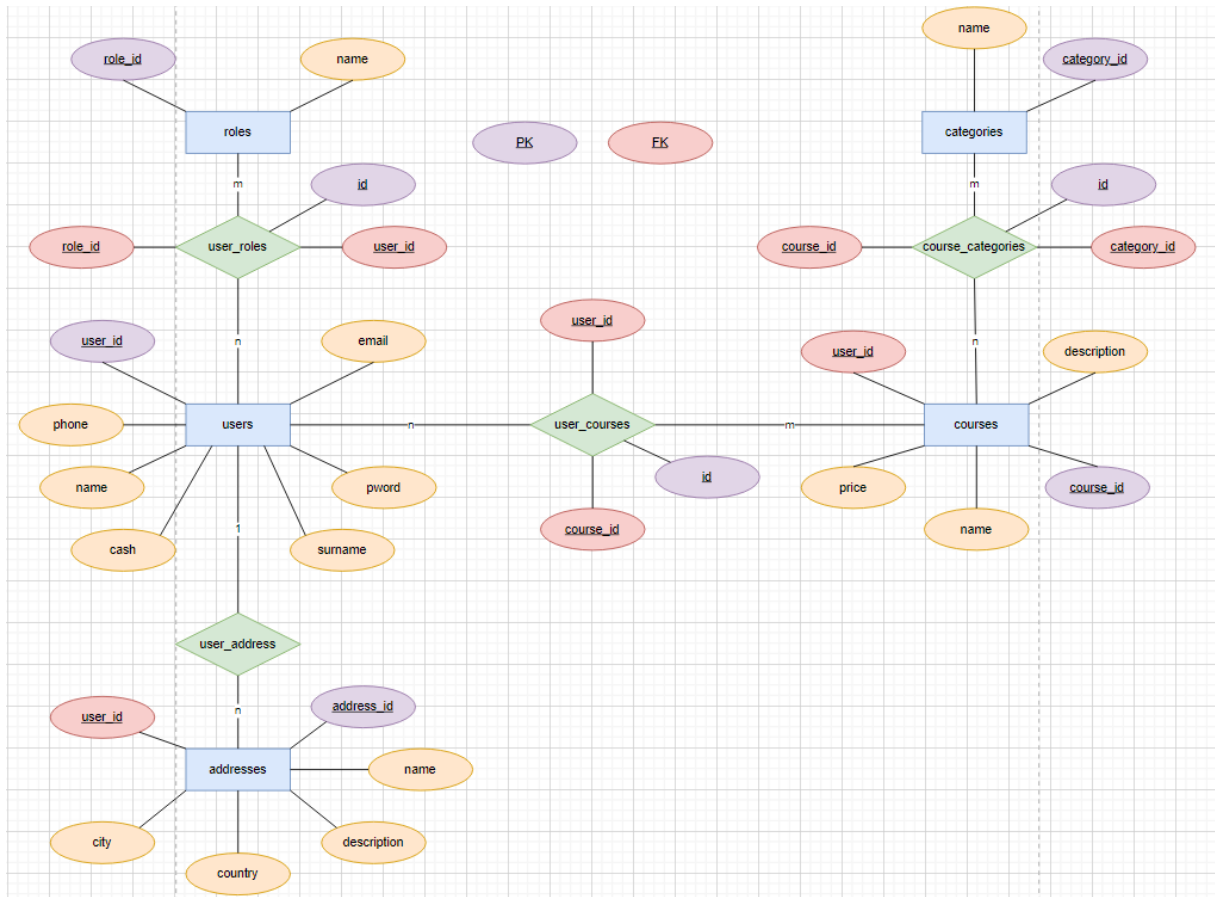 name
role_id
name
category_id
roles
PK
FK
categories
m
id
m
id
role_id
user_roles
user_id
course_id
course_categories
category_id
user_id
user_id
email
n
n
user_id
description
phone
users
n
user_courses
m
courses
name
pword
id
price
course_id
cash
1
surname
course_id
name
user_address
user_id
n
address_id
addresses
name
city
description
country